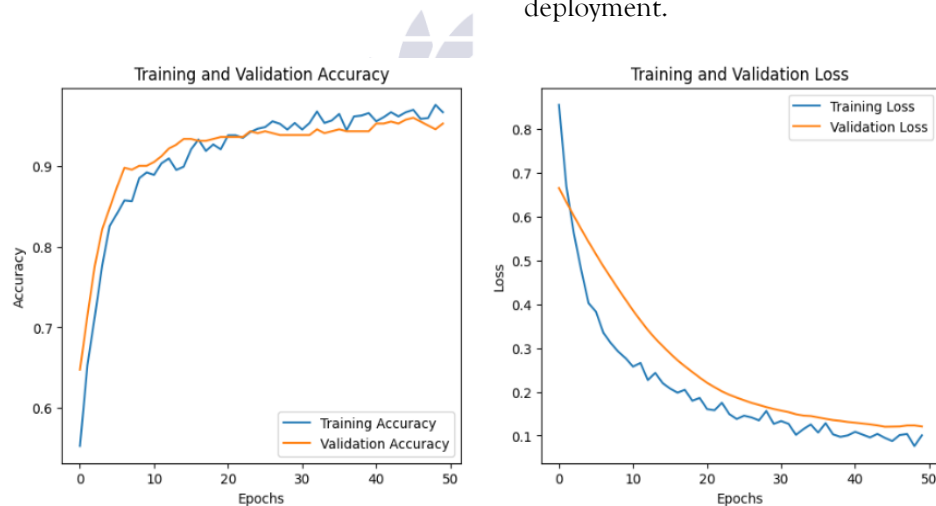 deployment.
Training and Validation Accuracy
Accuracy
0.9
0.8
0.7
0.6
Training Accuracy
Validation Accuracy
0 10 20 30 40 50
Epochs
Training and Validation Loss
Loss
0.8
0.7
0.6
0.5
0.4
0.3
0.2
0.1
Training Loss
Validation Loss
0 10 20 30 40 50
Epochs